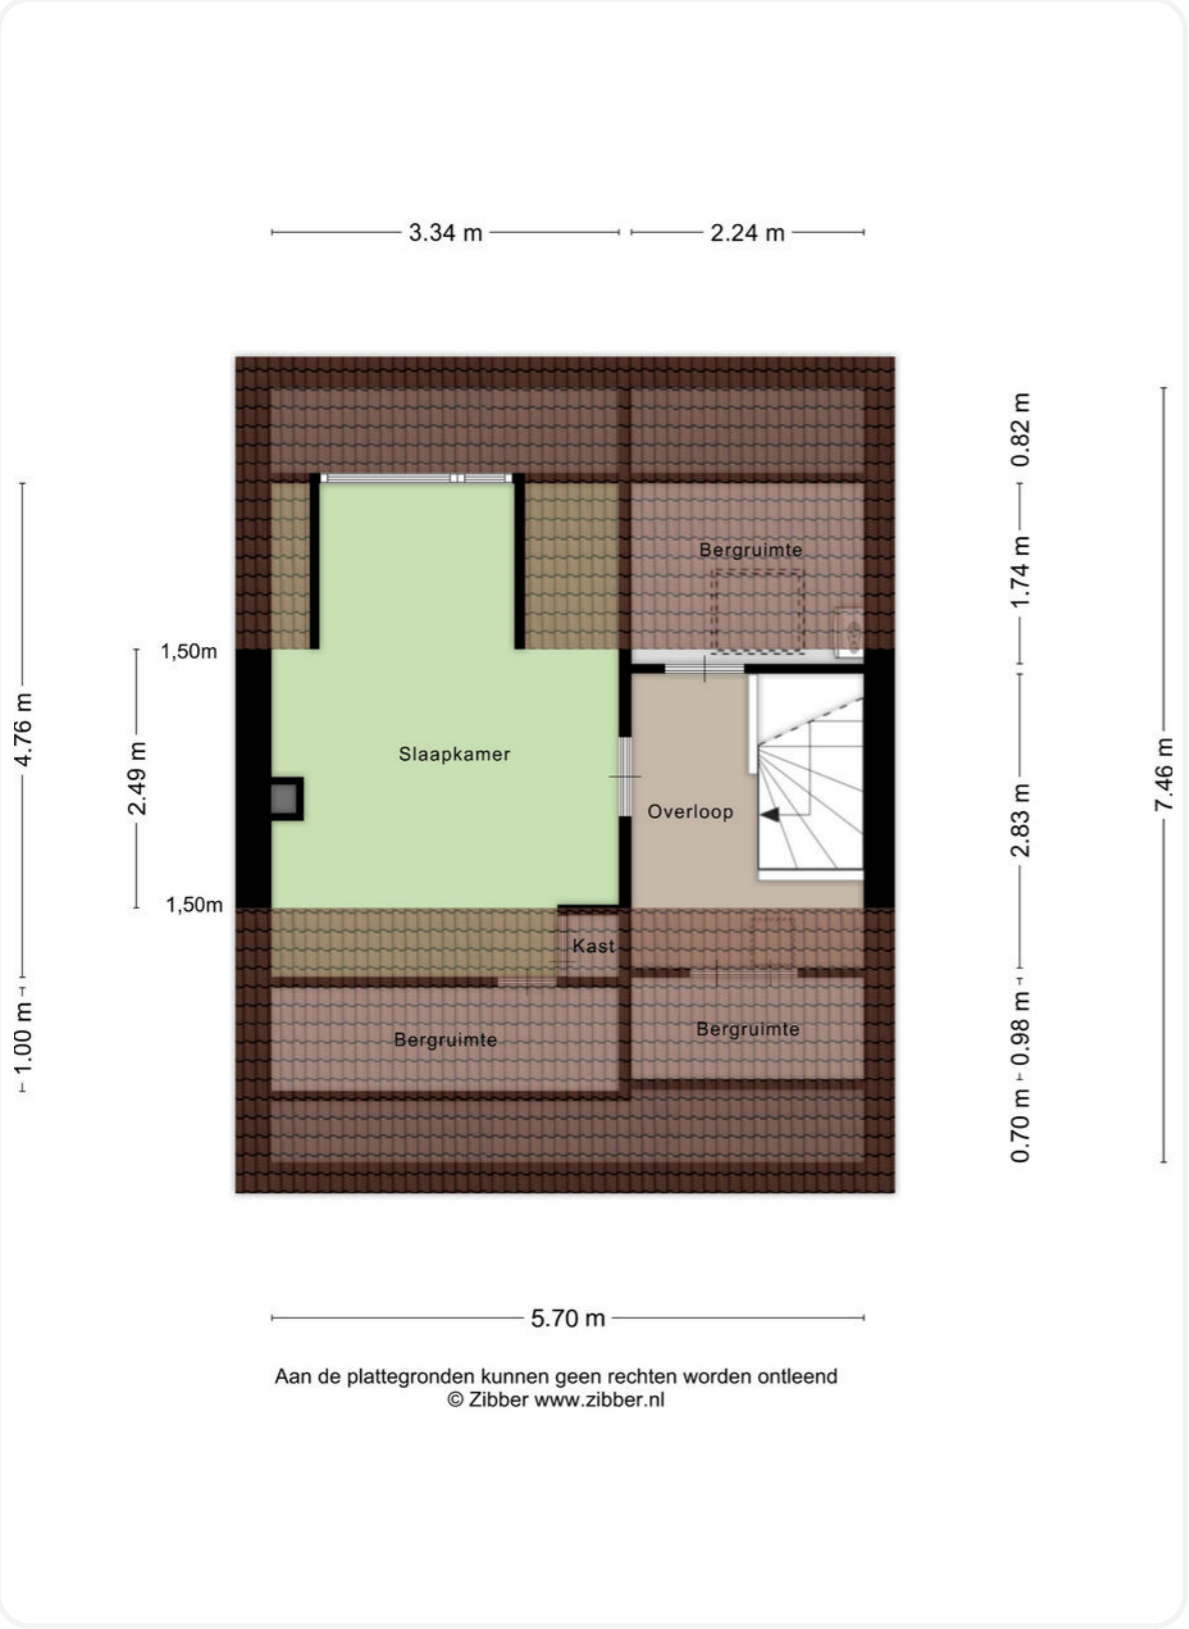 3.34 m
2.24 m
0.82 m
Bergruimte
1.74 m
1,50m
4.76 m
2.49 m
Slaapkamer
7.46 m
Overloop
2.83 m
1,50m
Kast
1.00 m
Bergruimte
Bergruimte
0.98 m
0.70 m
5.70 m
Aan de plattegronden kunnen geen rechten worden ontleend
© Zibber www.zibber.nl